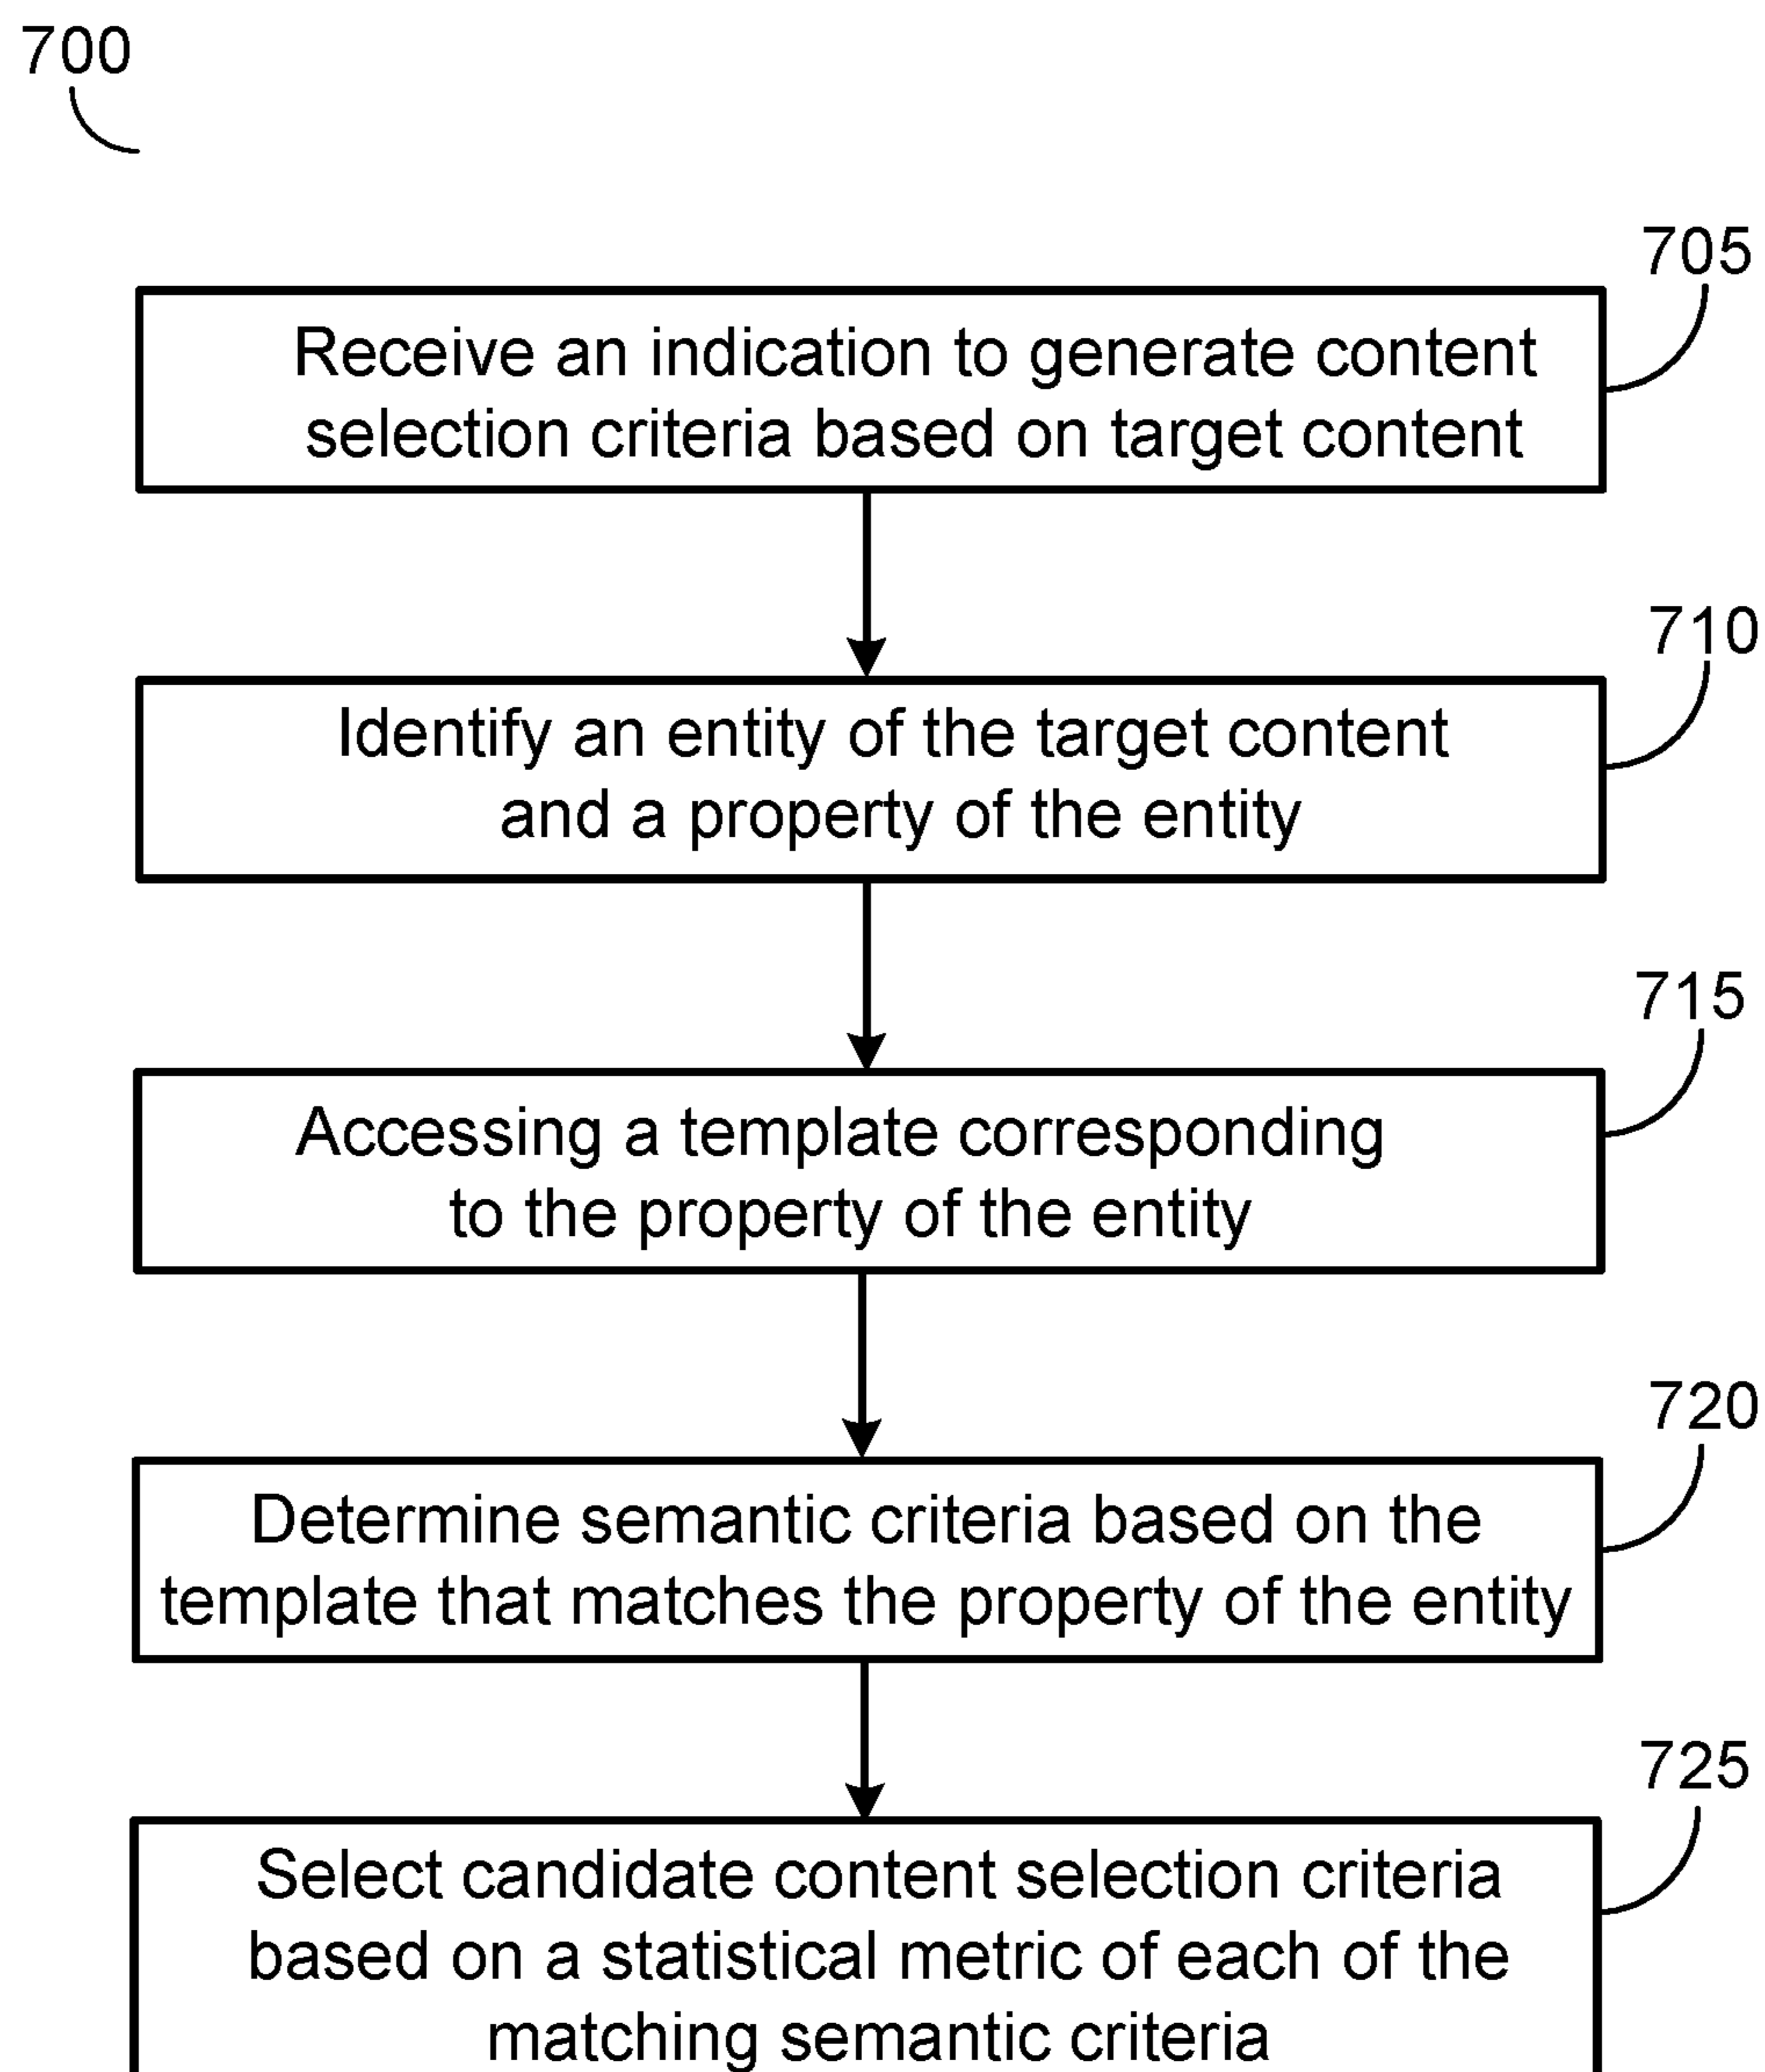 700
705
Receive an indication to generate content
selection criteria based on target content
710
Identify an entity of the target content
and a property of the entity
715
Accessing a template corresponding
to the property of the entity
720
Determine semantic criteria based on the
template that matches the property of the entity
725
Select candidate content selection criteria
based on a statistical metric of each of the
matching semantic criteria